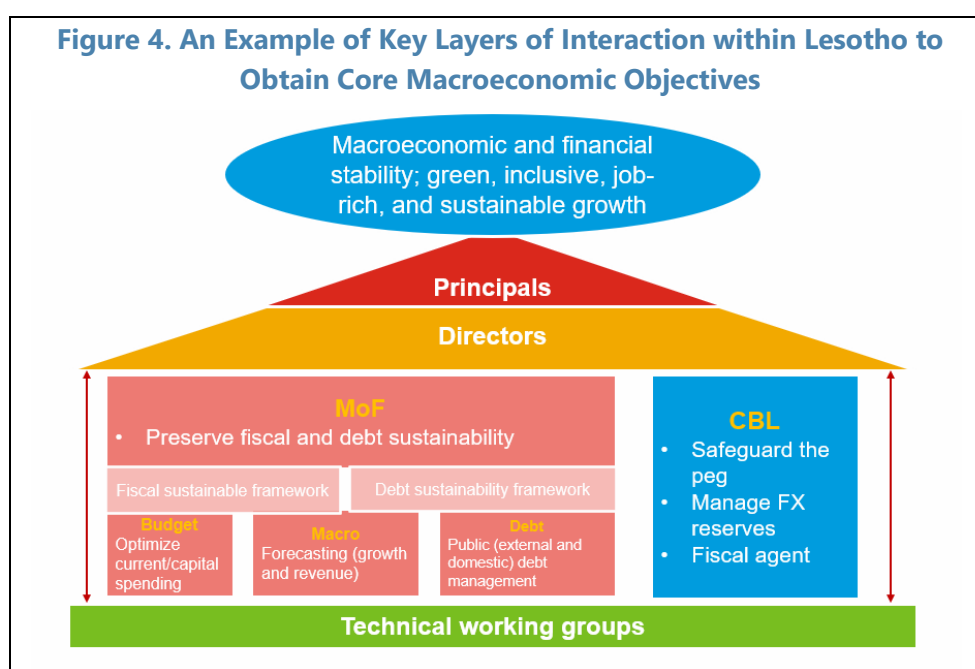 Figure 4. An Example of Key Layers of Interaction within Lesotho to
Obtain Core Macroeconomic Objectives
Macroeconomic and financial
stability; green, inclusive, job-
rich, and sustainable growth
Principals
Directors
MoF
• Preserve fiscal and debt sustainability
Fiscal sustainable framework
Debt sustainability framework
Budget
Optimize
current/capital
spending
Macro
Forecasting (growth
and revenue)
Debt
Public (external and
domestic) debt
management
CBL
• Safeguard the
peg
• Manage FX
reserves
• Fiscal agent
Technical working groups